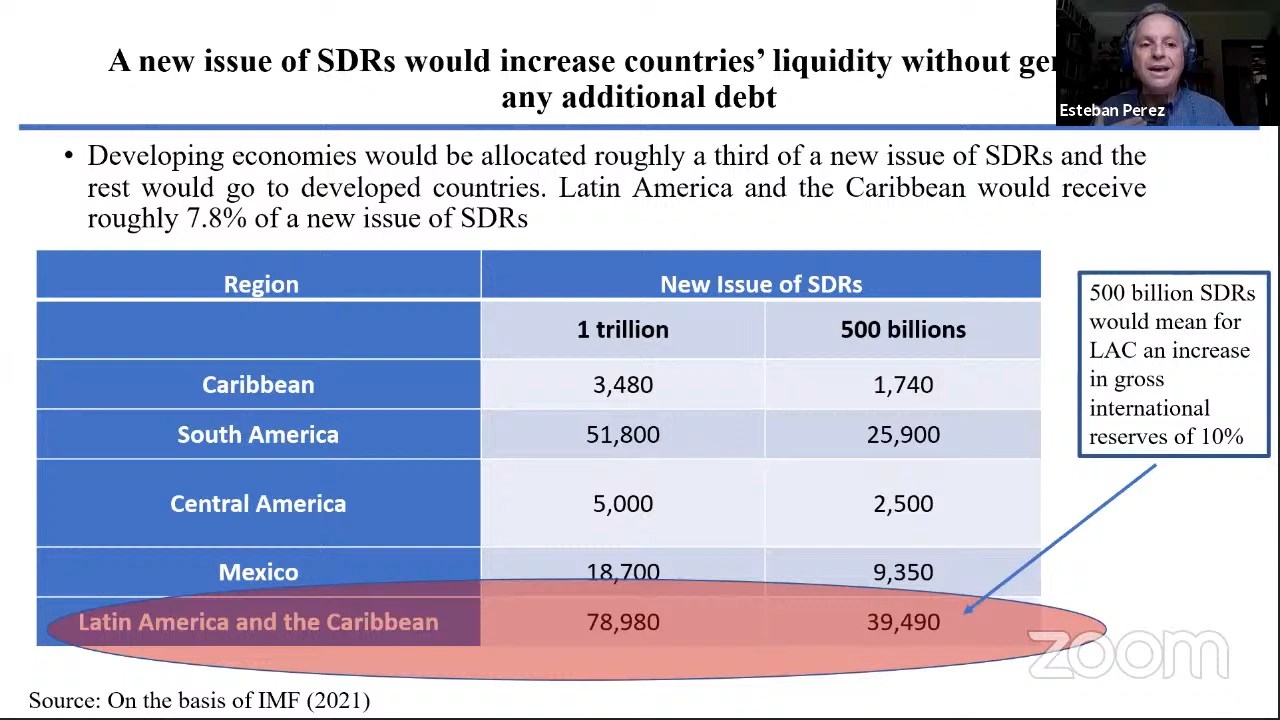 A new issue of SDRs would increase countries' liquidity without
any additional debt
Esteban Perez
• Developing economies would be allocated roughly a third of a new issue of SDRs and the
rest would go to developed countries. Latin America and the Caribbean would receive
roughly 7.8% of a new issue of SDRs
Region New Issue of SDRs
1 trillion 500 billions
Caribbean 3,480 1,740
South America 51,800 25,900
Central America 5,000 2,500
Mexico 18,700 9,350
Latin America and the Caribbean 78,980 39,490
500 billion SDRs
would mean for
LAC an increase
in gross
international
reserves of 10%
zoom
Source: On the basis of IMF (2021)